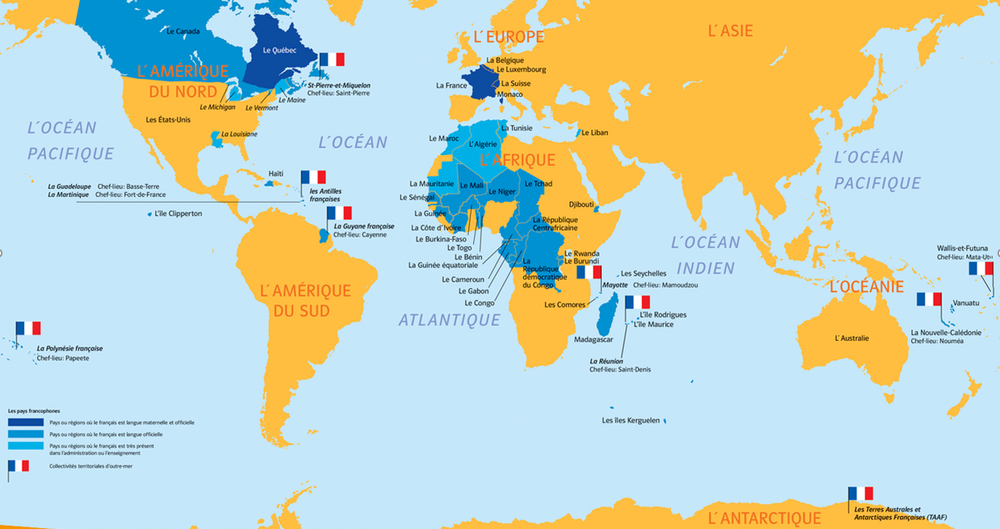 L´EUROPE
L´ASIE
Le Canada
Le Québec
La Belgique
Le Luxembourg
L´AMÉRIQUE
DU NORD
St-Pierre-et-Miquelon
Chef-lieu: Saint-Pierre
La France
La Suisse
Monaco
Le Michigan
Le Vermont
Le Maine
Les États-Unis
La Louisiane
L´OCÉAN
PACIFIQUE
L´OCÉAN
La Tunisie
Le Maroc
L´Algérie
Le Liban
L´AFRIQUE
L´OCÉAN
PACIFIQUE
Haïti
La Guadeloupe Chef-lieu: Basse-Terre
La Martinique Chef-lieu: Fort-de-France
les Antilles
françaises
L´île Clipperton
La Guyane française
Chef-lieu: Cayenne
La Mauritanie
Le Mali
Le Niger
Le Tchad
Le Sénégal
La Guinée
La Côte d´Ivoire
Le Burkina-Faso
Le Togo
Le Bénin
La Guinée équatoriale
Le Cameroun
Le Gabon
Le Congo
Djibouti
La République
Centrafricaine
Le Rwanda
Le Burundi
La
République
démocratique
du Congo
L´OCÉAN
INDIEN
Les Seychelles
Mayotte Chef-lieu: Mamoudzou
Les Comores
L´île Rodrigues
L´île Maurice
Madagascar
La Réunion
Chef-lieu: Saint-Denis
Wallis-et-Futuna
Chef-lieu: Mata-Utu
L´OCÉANIE
Vanuatu
La Nouvelle-Calédonie
Chef-lieu: Nouméa
L´Australie
L´AMÉRIQUE
DU SUD
ATLANTIQUE
La Polynésie française
Chef-lieu: Papeete
Les îles Kerguelen
Les pays francophones
Pays ou régions où le français est langue maternelle et officielle
Pays ou régions où le français est langue officielle
Pays ou régions où le français est très présent
dans l'administration ou l'enseignement
Collectivités territoriales d'outre-mer
L´ANTARCTIQUE
Les Terres Australes et
Antarctiques Françaises (TAAF)